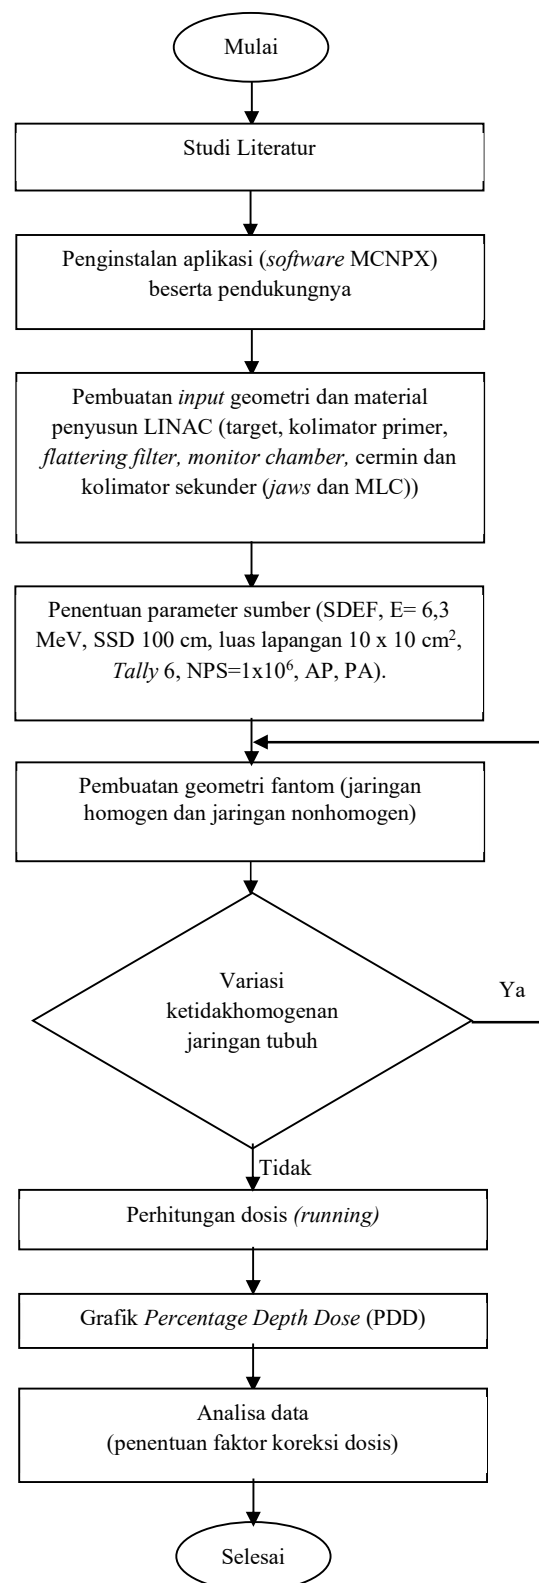 Mulai
Studi Literatur
Penginstalan aplikasi (software MCNPX)
beserta pendukungnya
Pembuatan input geometri dan material
penyusun LINAC (target, kolimator primer,
flattering filter, monitor chamber, cermin dan
kolimator sekunder (jaws dan MLC))
Penentuan parameter sumber (SDEF, E= 6,3
MeV, SSD 100 cm, luas lapangan 10 x 10 cm²,
Tally 6, NPS=1x10⁶, AP, PA).
Pembuatan geometri fantom (jaringan
homogen dan jaringan nonhomogen)
Variasi
ketidakhomogenan
jaringan tubuh
Ya
Tidak
Perhitungan dosis (running)
Grafik Percentage Depth Dose (PDD)
Analisa data
(penentuan faktor koreksi dosis)
Selesai